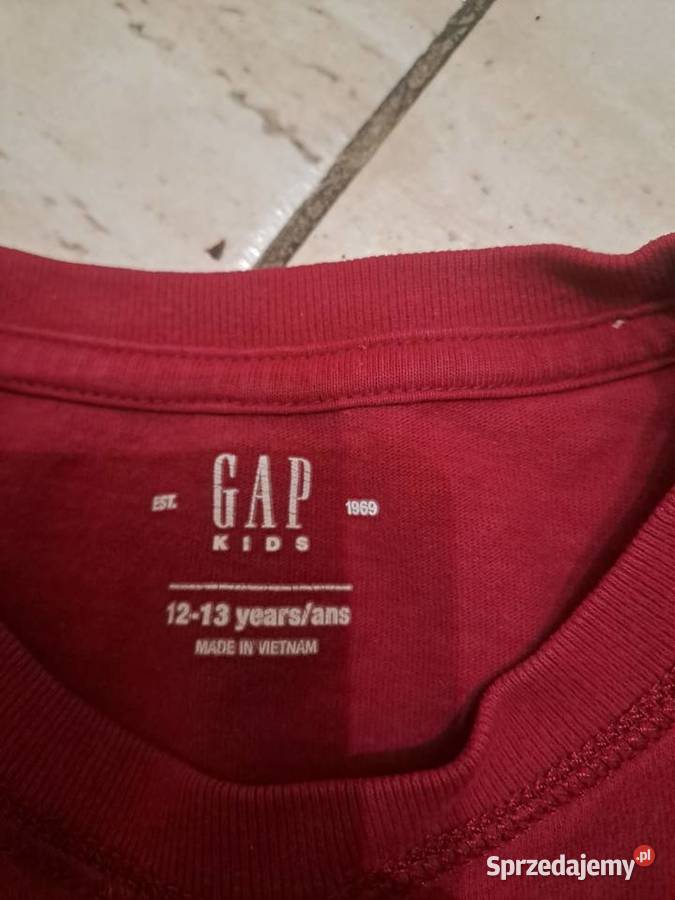 EST. GAP 1969
KIDS
12-13 years/ans
MADE IN VIETNAM
Sprzedajemy.pl